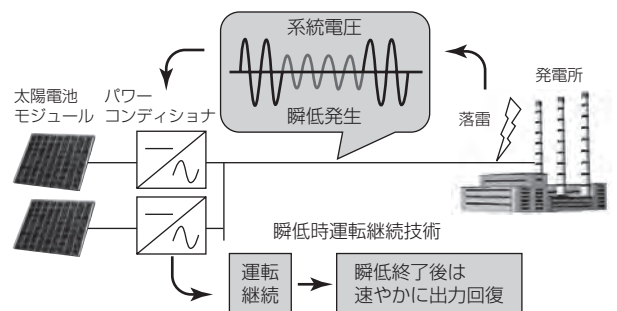 系統電圧
瞬低発生
発電所
落雷
太陽電池
モジュール
パワー
コンディショナ
瞬低時運転継続技術
運転
継続
瞬低終了後は
速やかに出力回復